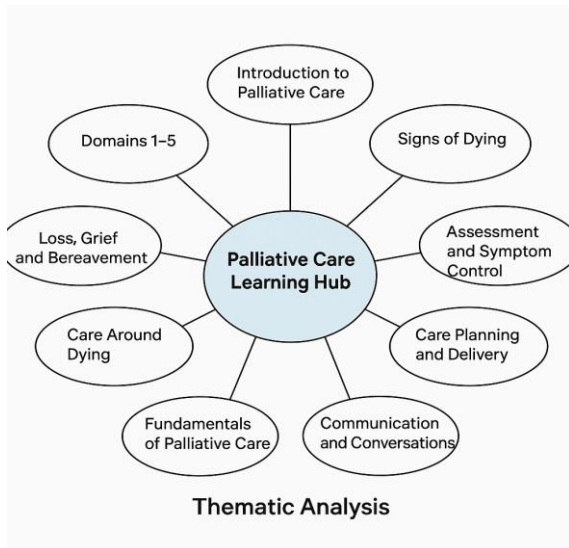 Introduction to
Palliative Care
Domains 1–5
Signs of Dying
Loss, Grief
and Bereavement
Palliative Care
Learning Hub
Assessment
and Symptom
Control
Care Around
Dying
Care Planning
and Delivery
Fundamentals
of Palliative Care
Communication
and Conversations
Thematic Analysis